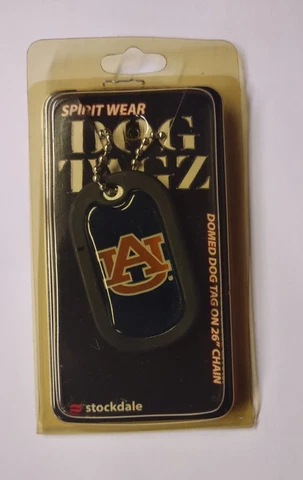 SPIRIT WEAR
DOG
TAGZ
AU
DOMED DOG TAG ON 26" CHAIN
stockdale